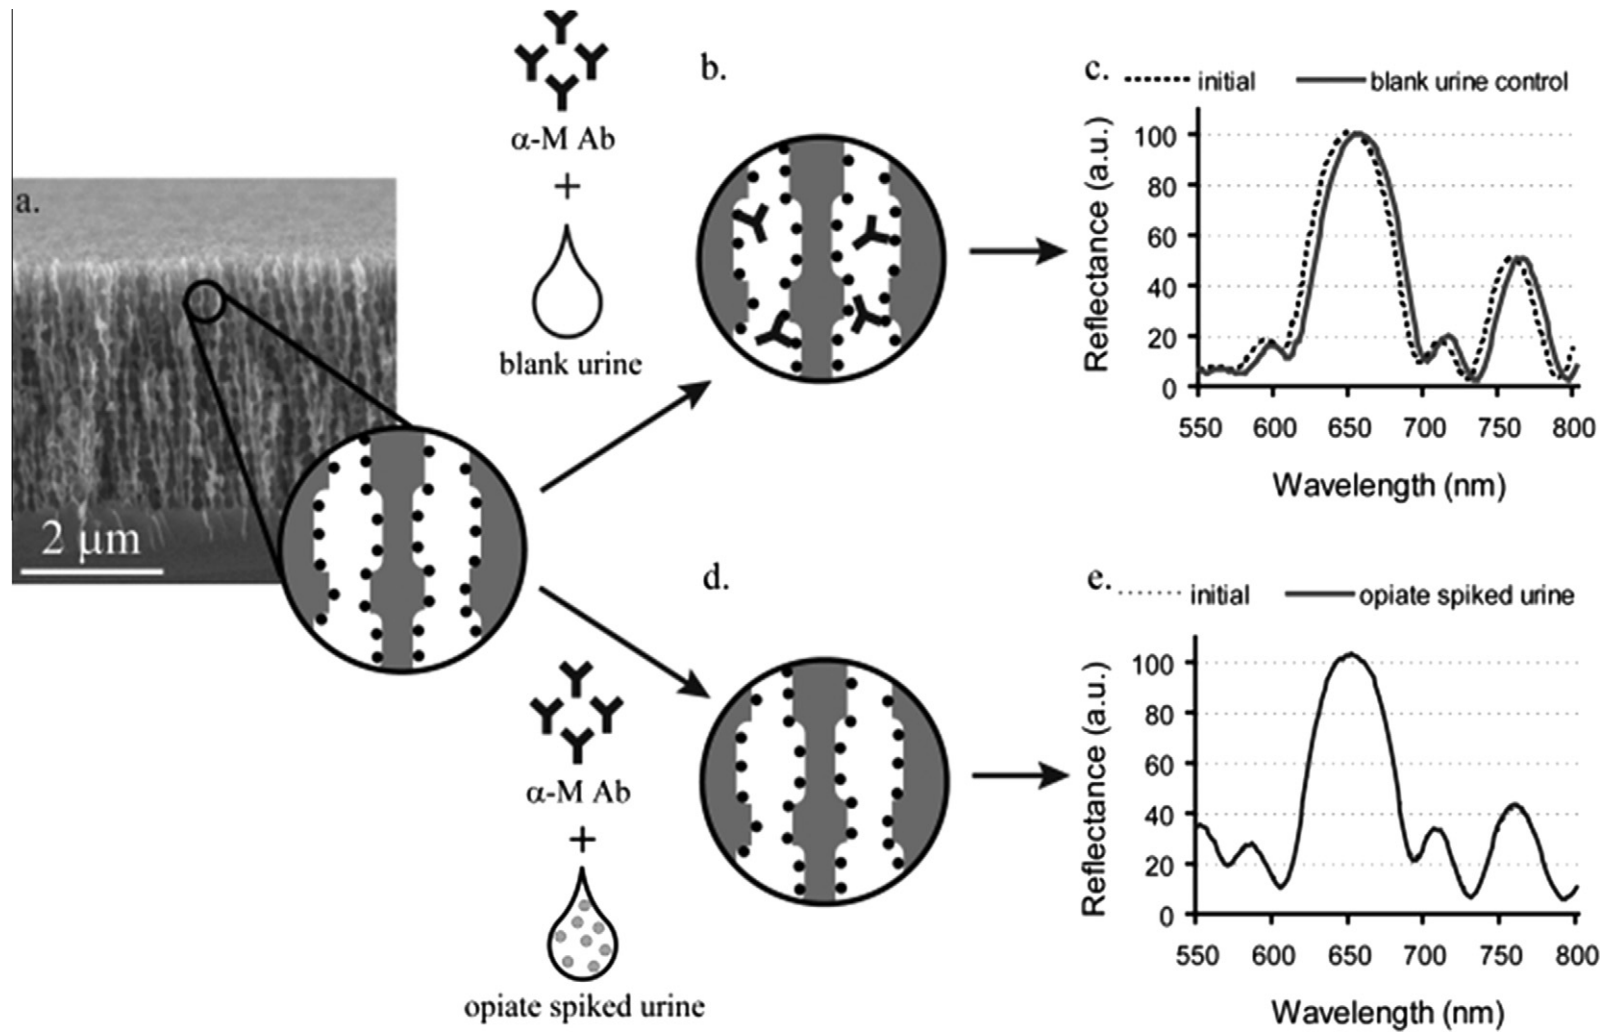 a.
2 μm
α-M Ab
+
blank urine
b.
c.
initial
blank urine control
Reflectance (a.u.)
100
80
60
40
20
0
550 600 650 700 750 800
Wavelength (nm)
α-M Ab
+
opiate spiked urine
d.
e.
initial
opiate spiked urine
Reflectance (a.u.)
100
80
60
40
20
0
550 600 650 700 750 800
Wavelength (nm)